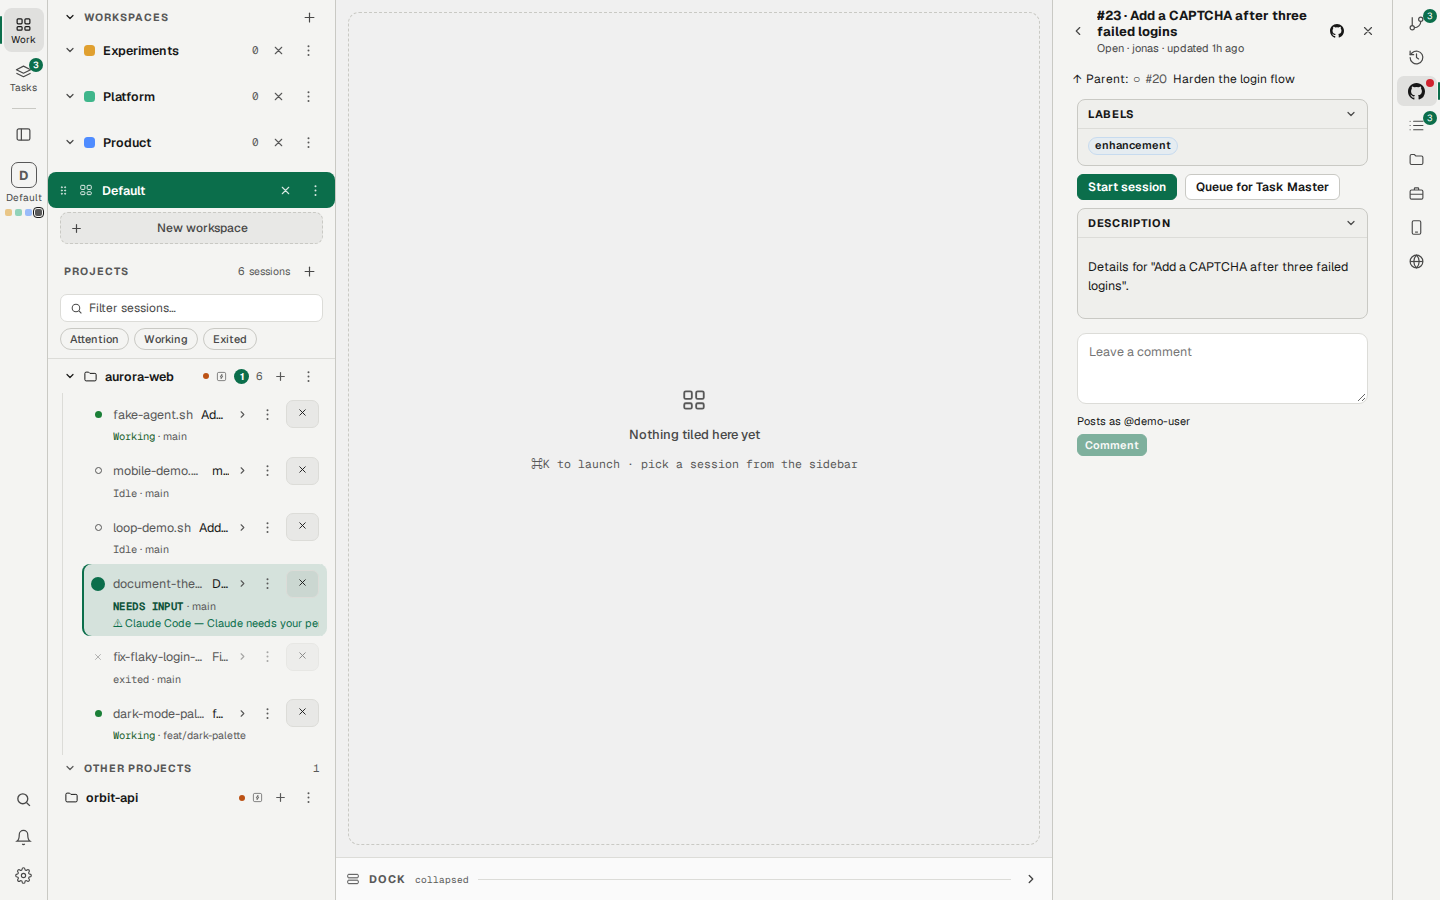 Work
3
Tasks
D
Default
WORKSPACES
Experiments 0
Platform 0
Product 0
Default
New workspace
PROJECTS 6 sessions
Filter sessions...
Attention Working Exited
aurora-web 1 6
fake-agent.sh Ad...
Working · main
mobile-demo.... m...
Idle · main
loop-demo.sh Add...
Idle · main
document-the... D...
NEEDS INPUT · main
⚠ Claude Code — Claude needs your pe
fix-flaky-login-... Fi...
exited · main
dark-mode-pal... f...
Working · feat/dark-palette
OTHER PROJECTS 1
orbit-api
Nothing tiled here yet
⌘K to launch · pick a session from the sidebar
DOCK collapsed
#23 · Add a CAPTCHA after three
failed logins
Open · jonas · updated 1h ago
↑ Parent: ○ #20 Harden the login flow
LABELS
enhancement
Start session Queue for Task Master
DESCRIPTION
Details for "Add a CAPTCHA after three failed
logins".
Leave a comment
Posts as @demo-user
Comment
3
3